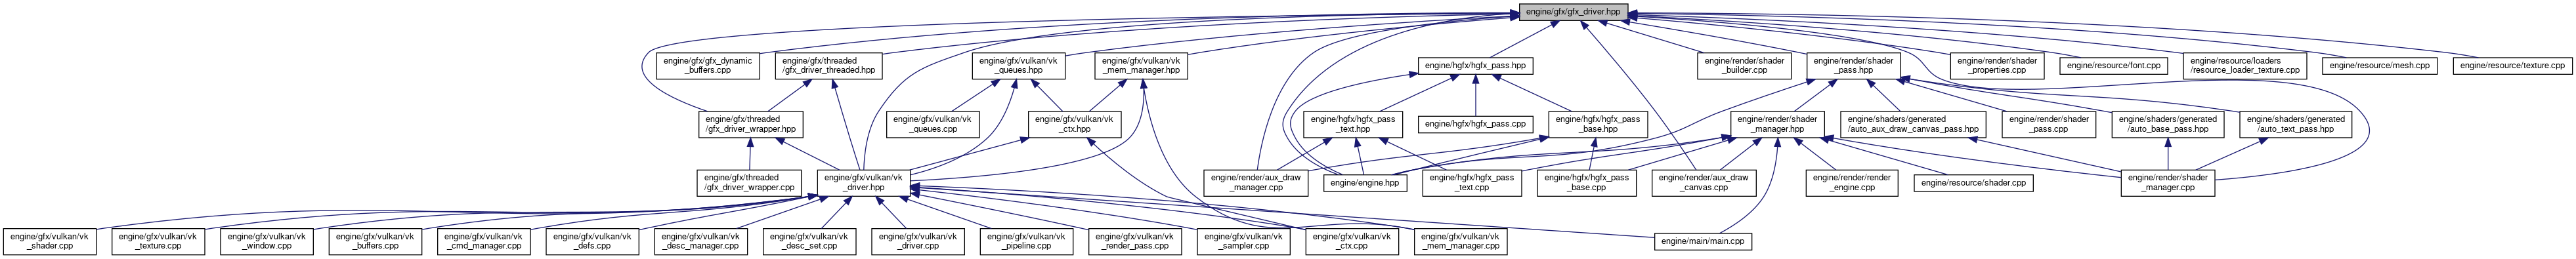 engine/gfx/gfx_driver.hpp
engine/gfx/gfx_dynamic
_buffers.cpp
engine/gfx/threaded
/gfx_driver_threaded.hpp
engine/gfx/vulkan/vk
_queues.hpp
engine/gfx/vulkan/vk
_mem_manager.hpp
engine/hgfx/hgfx_pass.hpp
engine/render/shader
_builder.cpp
engine/render/shader
_pass.hpp
engine/render/shader
_properties.cpp
engine/resource/font.cpp
engine/resource/loaders
/resource_loader_texture.cpp
engine/resource/mesh.cpp
engine/resource/texture.cpp
engine/gfx/threaded
/gfx_driver_wrapper.hpp
engine/gfx/vulkan/vk
_queues.cpp
engine/gfx/vulkan/vk
_ctx.hpp
engine/hgfx/hgfx_pass
_text.hpp
engine/hgfx/hgfx_pass.cpp
engine/hgfx/hgfx_pass
_base.hpp
engine/render/shader
_manager.hpp
engine/shaders/generated
/auto_aux_draw_canvas_pass.hpp
engine/render/shader
_pass.cpp
engine/shaders/generated
/auto_base_pass.hpp
engine/shaders/generated
/auto_text_pass.hpp
engine/gfx/threaded
/gfx_driver_wrapper.cpp
engine/gfx/vulkan/vk
_driver.hpp
engine/render/aux_draw
_manager.cpp
engine/engine.hpp
engine/hgfx/hgfx_pass
_text.cpp
engine/hgfx/hgfx_pass
_base.cpp
engine/render/aux_draw
_canvas.cpp
engine/render/render
_engine.cpp
engine/resource/shader.cpp
engine/render/shader
_manager.cpp
engine/gfx/vulkan/vk
_shader.cpp
engine/gfx/vulkan/vk
_texture.cpp
engine/gfx/vulkan/vk
_window.cpp
engine/gfx/vulkan/vk
_buffers.cpp
engine/gfx/vulkan/vk
_cmd_manager.cpp
engine/gfx/vulkan/vk
_defs.cpp
engine/gfx/vulkan/vk
_desc_manager.cpp
engine/gfx/vulkan/vk
_desc_set.cpp
engine/gfx/vulkan/vk
_driver.cpp
engine/gfx/vulkan/vk
_pipeline.cpp
engine/gfx/vulkan/vk
_render_pass.cpp
engine/gfx/vulkan/vk
_sampler.cpp
engine/gfx/vulkan/vk
_ctx.cpp
engine/gfx/vulkan/vk
_mem_manager.cpp
engine/main/main.cpp